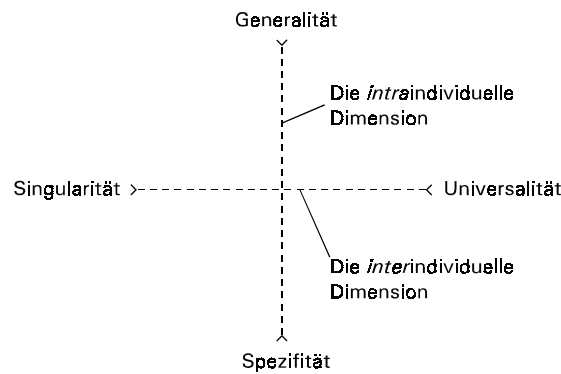 Generalität
Die intraindividuelle
Dimension
Singularität
Universalität
Die interindividuelle
Dimension
Spezifität